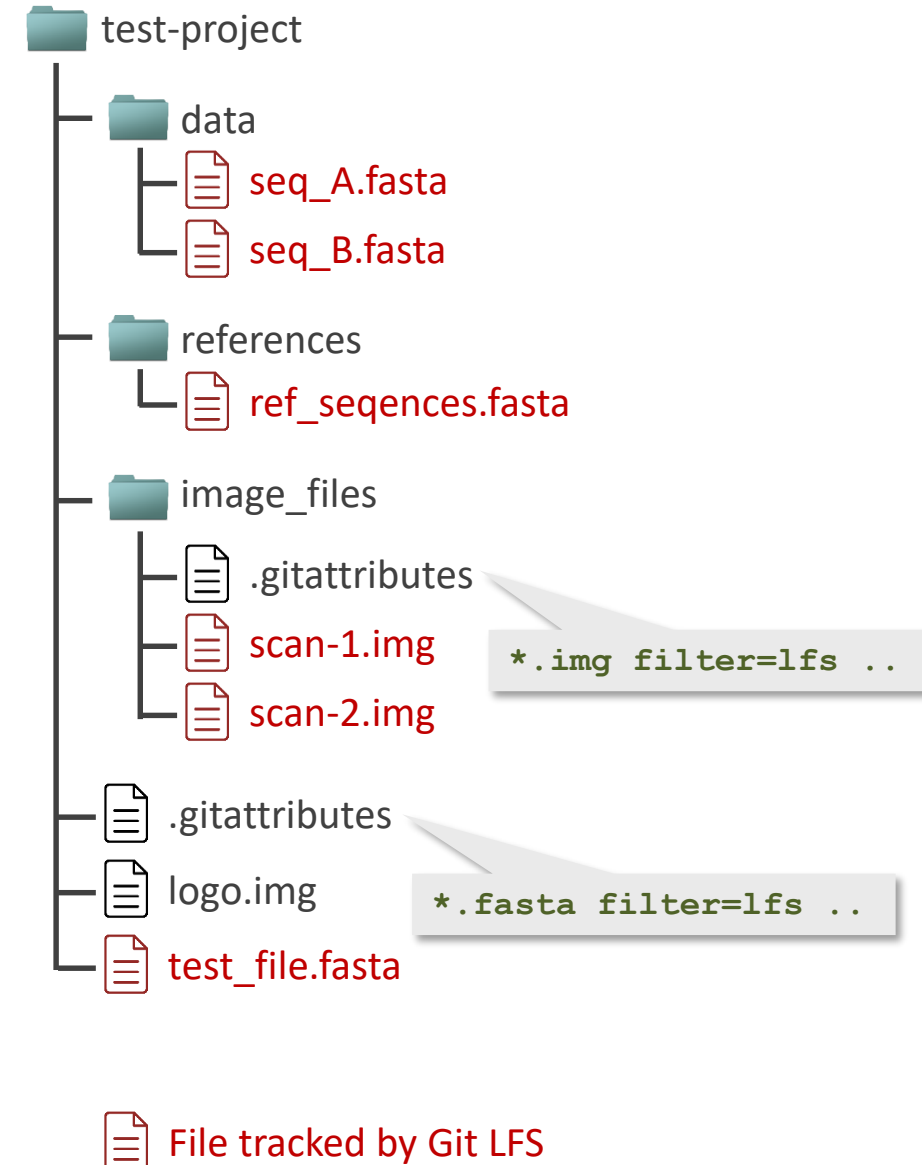 test-project
data
seq_A.fasta
seq_B.fasta
references
ref_seqences.fasta
image_files
.gitattributes
scan-1.img
*.img filter=lfs ..
scan-2.img
.gitattributes
logo.img
*.fasta filter=lfs ..
test_file.fasta
File tracked by Git LFS